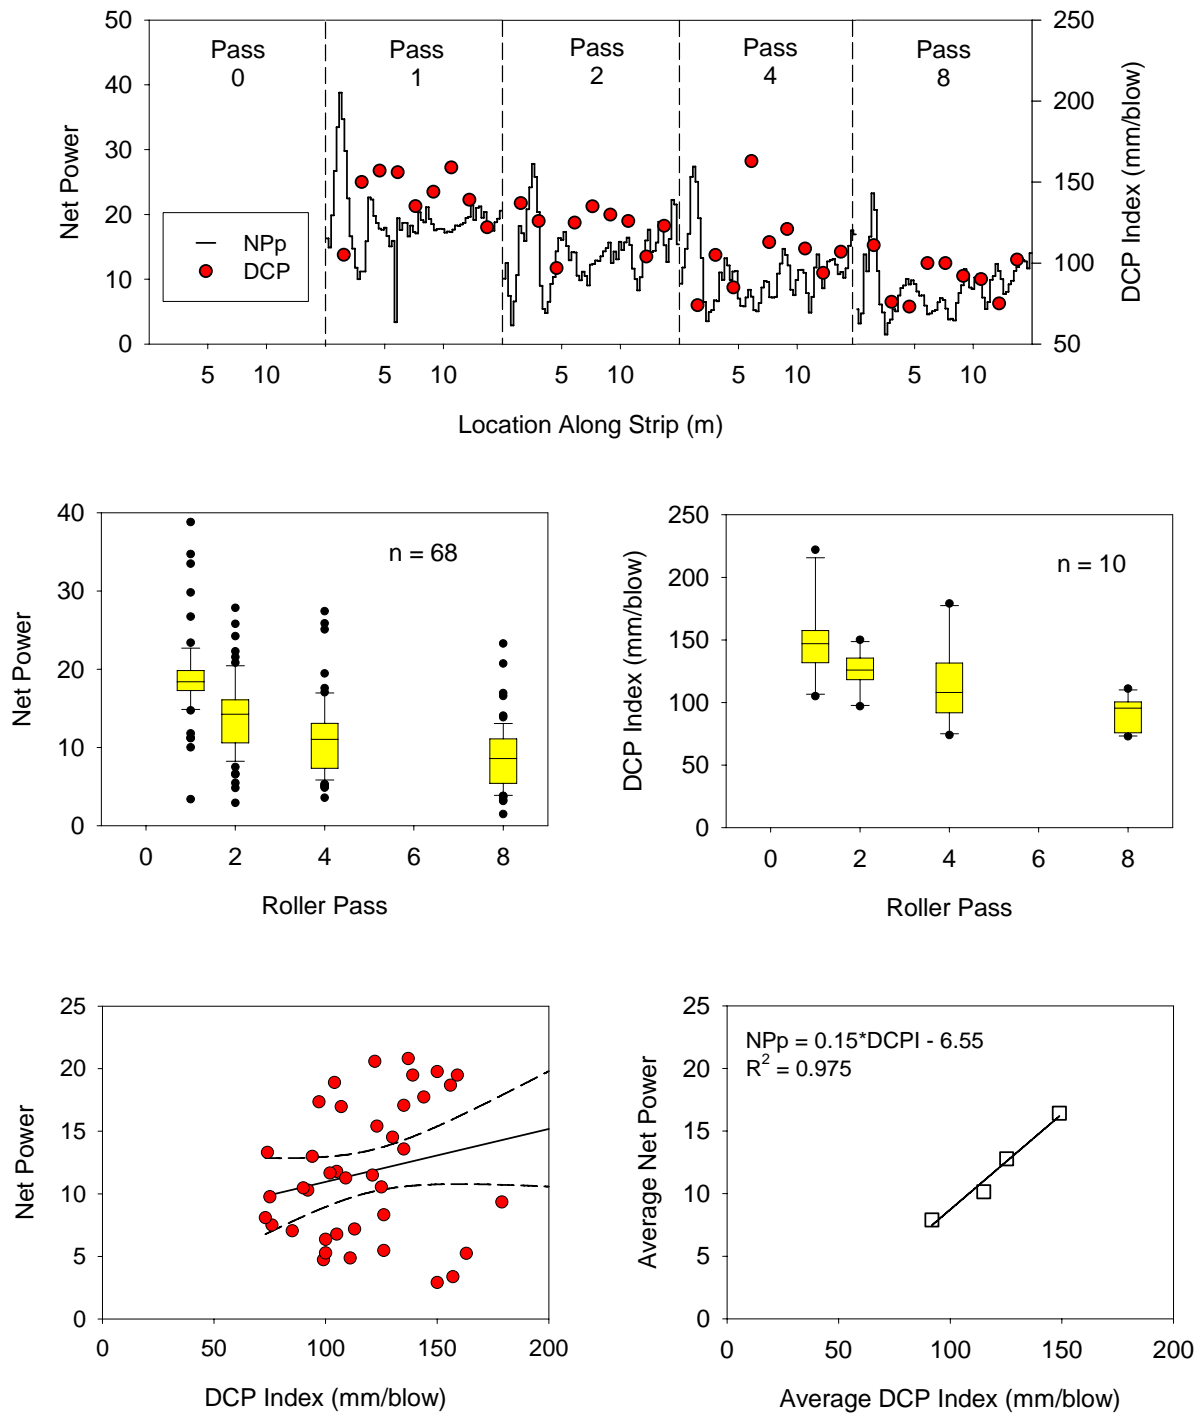 50
40
30
20
10
0
Net Power
250
200
150
100
50
DCP Index (mm/blow)
Pass
0
Pass
1
Pass
2
Pass
4
Pass
8
NPp
DCP
5 10 5 10 5 10 5 10 5 10
Location Along Strip (m)
40
30
20
10
0
Net Power
n = 68
0 2 4 6 8
Roller Pass
250
200
150
100
50
0
DCP Index (mm/blow)
n = 10
0 2 4 6 8
Roller Pass
25
20
15
10
5
0
Net Power
0 50 100 150 200
DCP Index (mm/blow)
25
20
15
10
5
0
Average Net Power
NPp = 0.15*DCPI - 6.55
R² = 0.975
0 50 100 150 200
Average DCP Index (mm/blow)